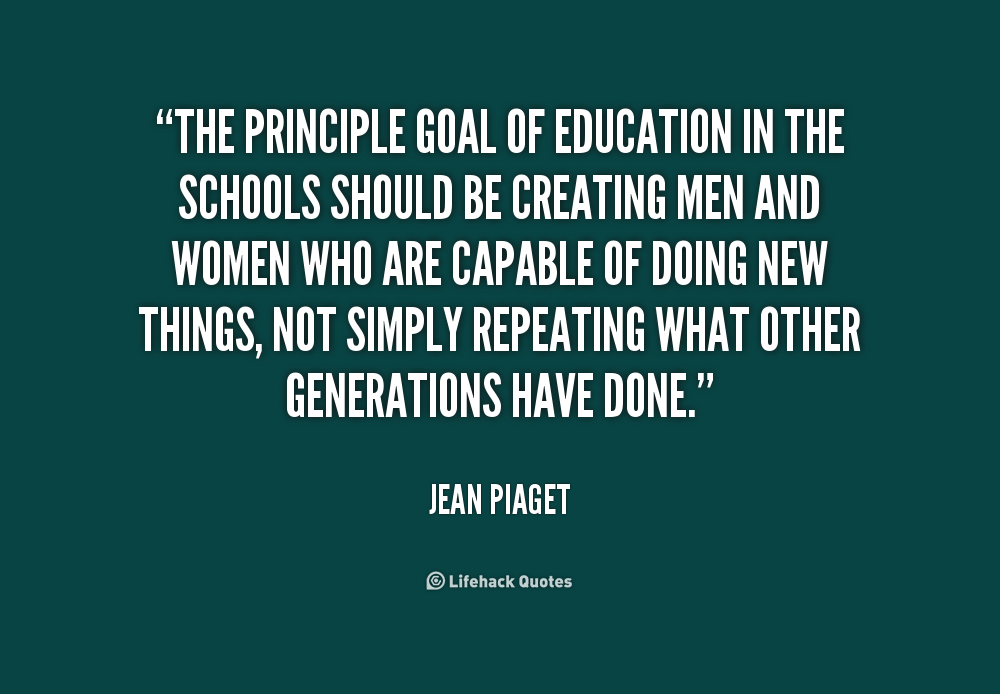 “THE PRINCIPLE GOAL OF EDUCATION IN THE
SCHOOLS SHOULD BE CREATING MEN AND
WOMEN WHO ARE CAPABLE OF DOING NEW
THINGS, NOT SIMPLY REPEATING WHAT OTHER
GENERATIONS HAVE DONE.”
JEAN PIAGET
Lifehack Quotes